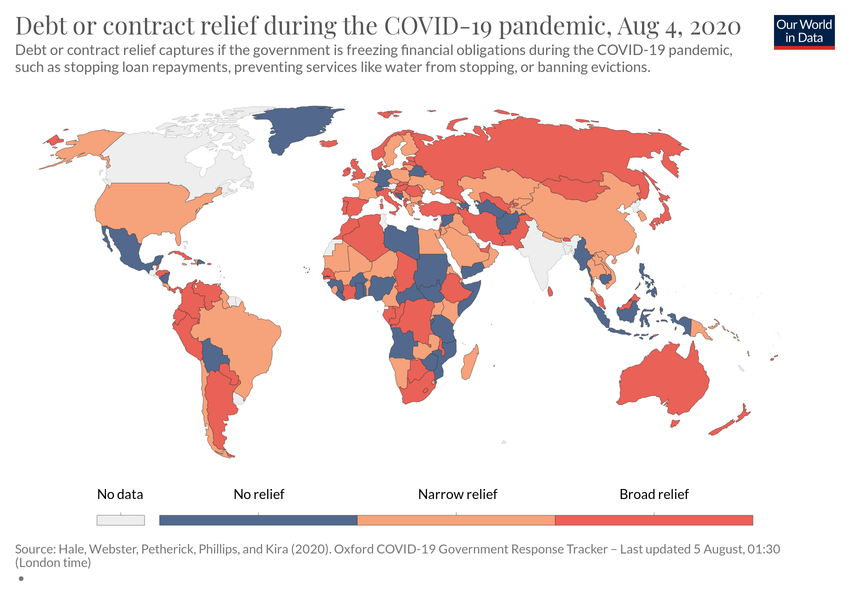 Debt or contract relief during the COVID-19 pandemic, Aug 4, 2020
Our World
in Data
Debt or contract relief captures if the government is freezing financial obligations during the COVID-19 pandemic,
such as stopping loan repayments, preventing services like water from stopping, or banning evictions.
No data
No relief
Narrow relief
Broad relief
Source: Hale, Webster, Petherick, Phillips, and Kira (2020). Oxford COVID-19 Government Response Tracker – Last updated 5 August, 01:30
(London time)